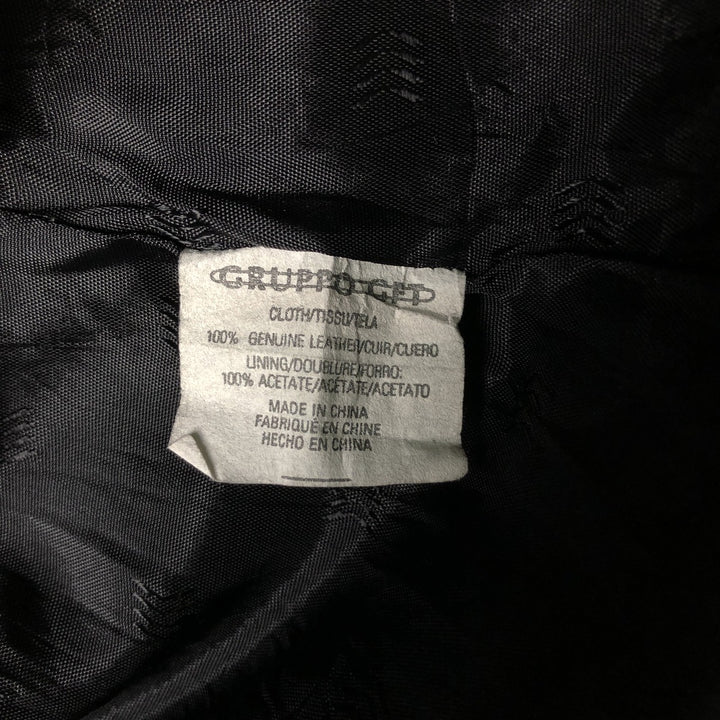 GRUPPO GFT
CLOTH/TISSU/TELA
100% GENUINE LEATHER/CUIR/CUERO
LINING/DOUBLURE/FORRO:
100% ACETATE/ACÉTATE/ACETATO
MADE IN CHINA
FABRIQUÉ EN CHINE
HECHO EN CHINA